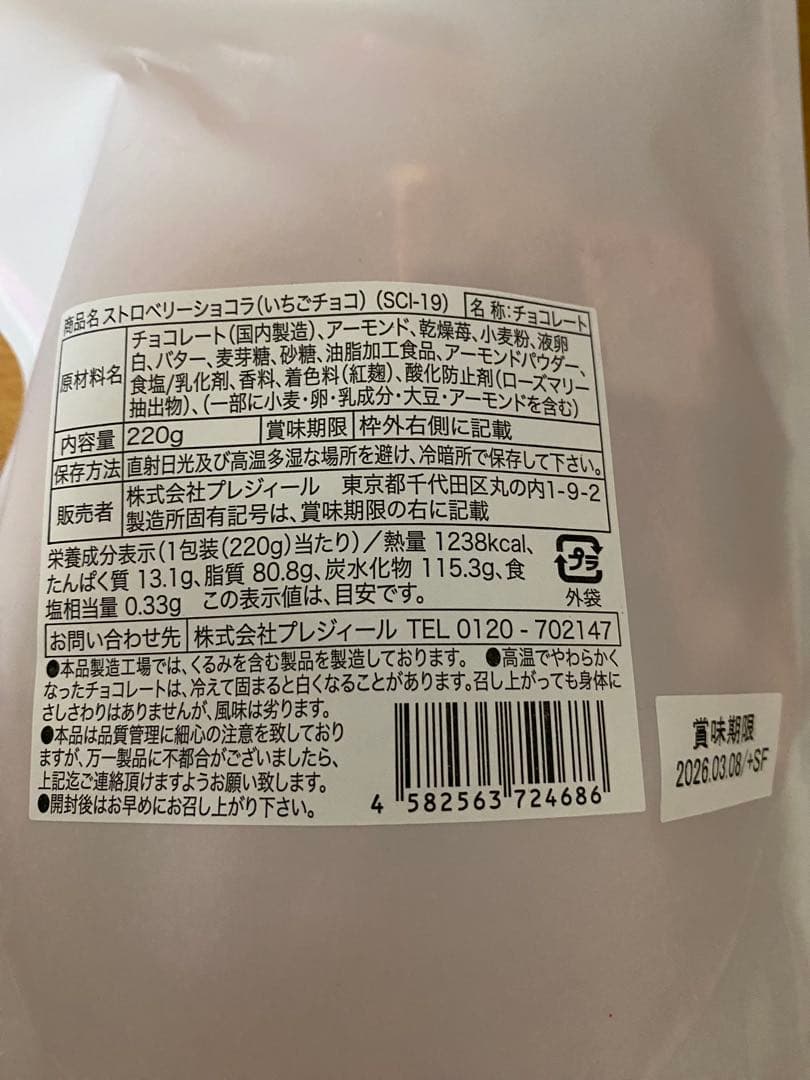 商品名 ストロベリーショコラ(いちごチョコ) (SCI-19) 名称:チョコレート
原材料名 チョコレート(国内製造)、アーモンド、乾燥苺、小麦粉、液卵
白、バター、麦芽糖、砂糖、油脂加工食品、アーモンドパウダー、
食塩/乳化剤、香料、着色料(紅麹)、酸化防止剤(ローズマリー
抽出物)、(一部に小麦・卵・乳成分・大豆・アーモンドを含む)
内容量 220g 賞味期限 枠外右側に記載
保存方法 直射日光及び高温多湿な場所を避け、冷暗所で保存して下さい。
販売者 株式会社プレジィール 東京都千代田区丸の内1-9-2
製造所固有記号は、賞味期限の右に記載
栄養成分表示(1包装(220g)当たり)/熱量 1238kcal、
たんぱく質 13.1g、脂質 80.8g、炭水化物 115.3g、食
塩相当量 0.33g この表示値は、目安です。
プラ
外袋
お問い合わせ先 株式会社プレジィール TEL 0120-702147
●本品製造工場では、くるみを含む製品を製造しております。 ●高温でやわらかく
なったチョコレートは、冷えて固まると白くなることがあります。召し上がっても身体に
さしさわりはありませんが、風味は劣ります。
●本品は品質管理に細心の注意を致しており
ますが、万一製品に不都合がございましたら、
上記迄ご連絡頂けますようお願い致します。
●開封後はお早めにお召し上がり下さい。
4 582563 724686
賞味期限
2026.03.08/+SF